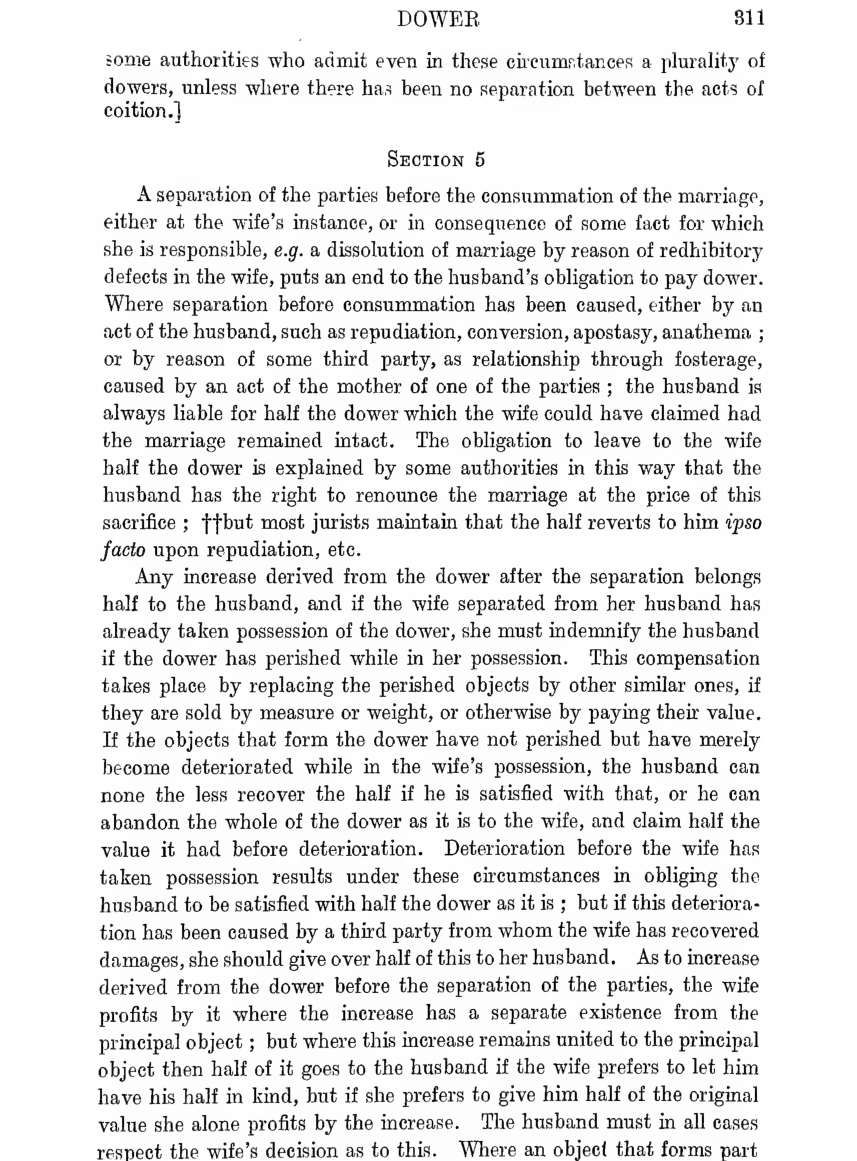 DOWER 311
some authorities who admit even in these circumstances a plurality of
dowers, unless where there has been no separation between the acts of
coition.]
SECTION 5
A separation of the parties before the consummation of the marriage,
either at the wife's instance, or in consequence of some fact for which
she is responsible, e.g. a dissolution of marriage by reason of redhibitory
defects in the wife, puts an end to the husband's obligation to pay dower.
Where separation before consummation has been caused, either by an
act of the husband, such as repudiation, conversion, apostasy, anathema ;
or by reason of some third party, as relationship through fosterage,
caused by an act of the mother of one of the parties ; the husband is
always liable for half the dower which the wife could have claimed had
the marriage remained intact. The obligation to leave to the wife
half the dower is explained by some authorities in this way that the
husband has the right to renounce the marriage at the price of this
sacrifice ; ††but most jurists maintain that the half reverts to him ipso
facto upon repudiation, etc.
Any increase derived from the dower after the separation belongs
half to the husband, and if the wife separated from her husband has
already taken possession of the dower, she must indemnify the husband
if the dower has perished while in her possession. This compensation
takes place by replacing the perished objects by other similar ones, if
they are sold by measure or weight, or otherwise by paying their value.
If the objects that form the dower have not perished but have merely
become deteriorated while in the wife's possession, the husband can
none the less recover the half if he is satisfied with that, or he can
abandon the whole of the dower as it is to the wife, and claim half the
value it had before deterioration. Deterioration before the wife has
taken possession results under these circumstances in obliging the
husband to be satisfied with half the dower as it is ; but if this deteriora-
tion has been caused by a third party from whom the wife has recovered
damages, she should give over half of this to her husband. As to increase
derived from the dower before the separation of the parties, the wife
profits by it where the increase has a separate existence from the
principal object ; but where this increase remains united to the principal
object then half of it goes to the husband if the wife prefers to let him
have his half in kind, but if she prefers to give him half of the original
value she alone profits by the increase. The husband must in all cases
respect the wife's decision as to this. Where an object that forms part